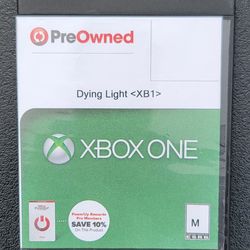 PreOwned
Dying Light <XB1>
XBOX ONE
PowerUp Rewards
Pro Members
SAVE 10%
On This Product
M